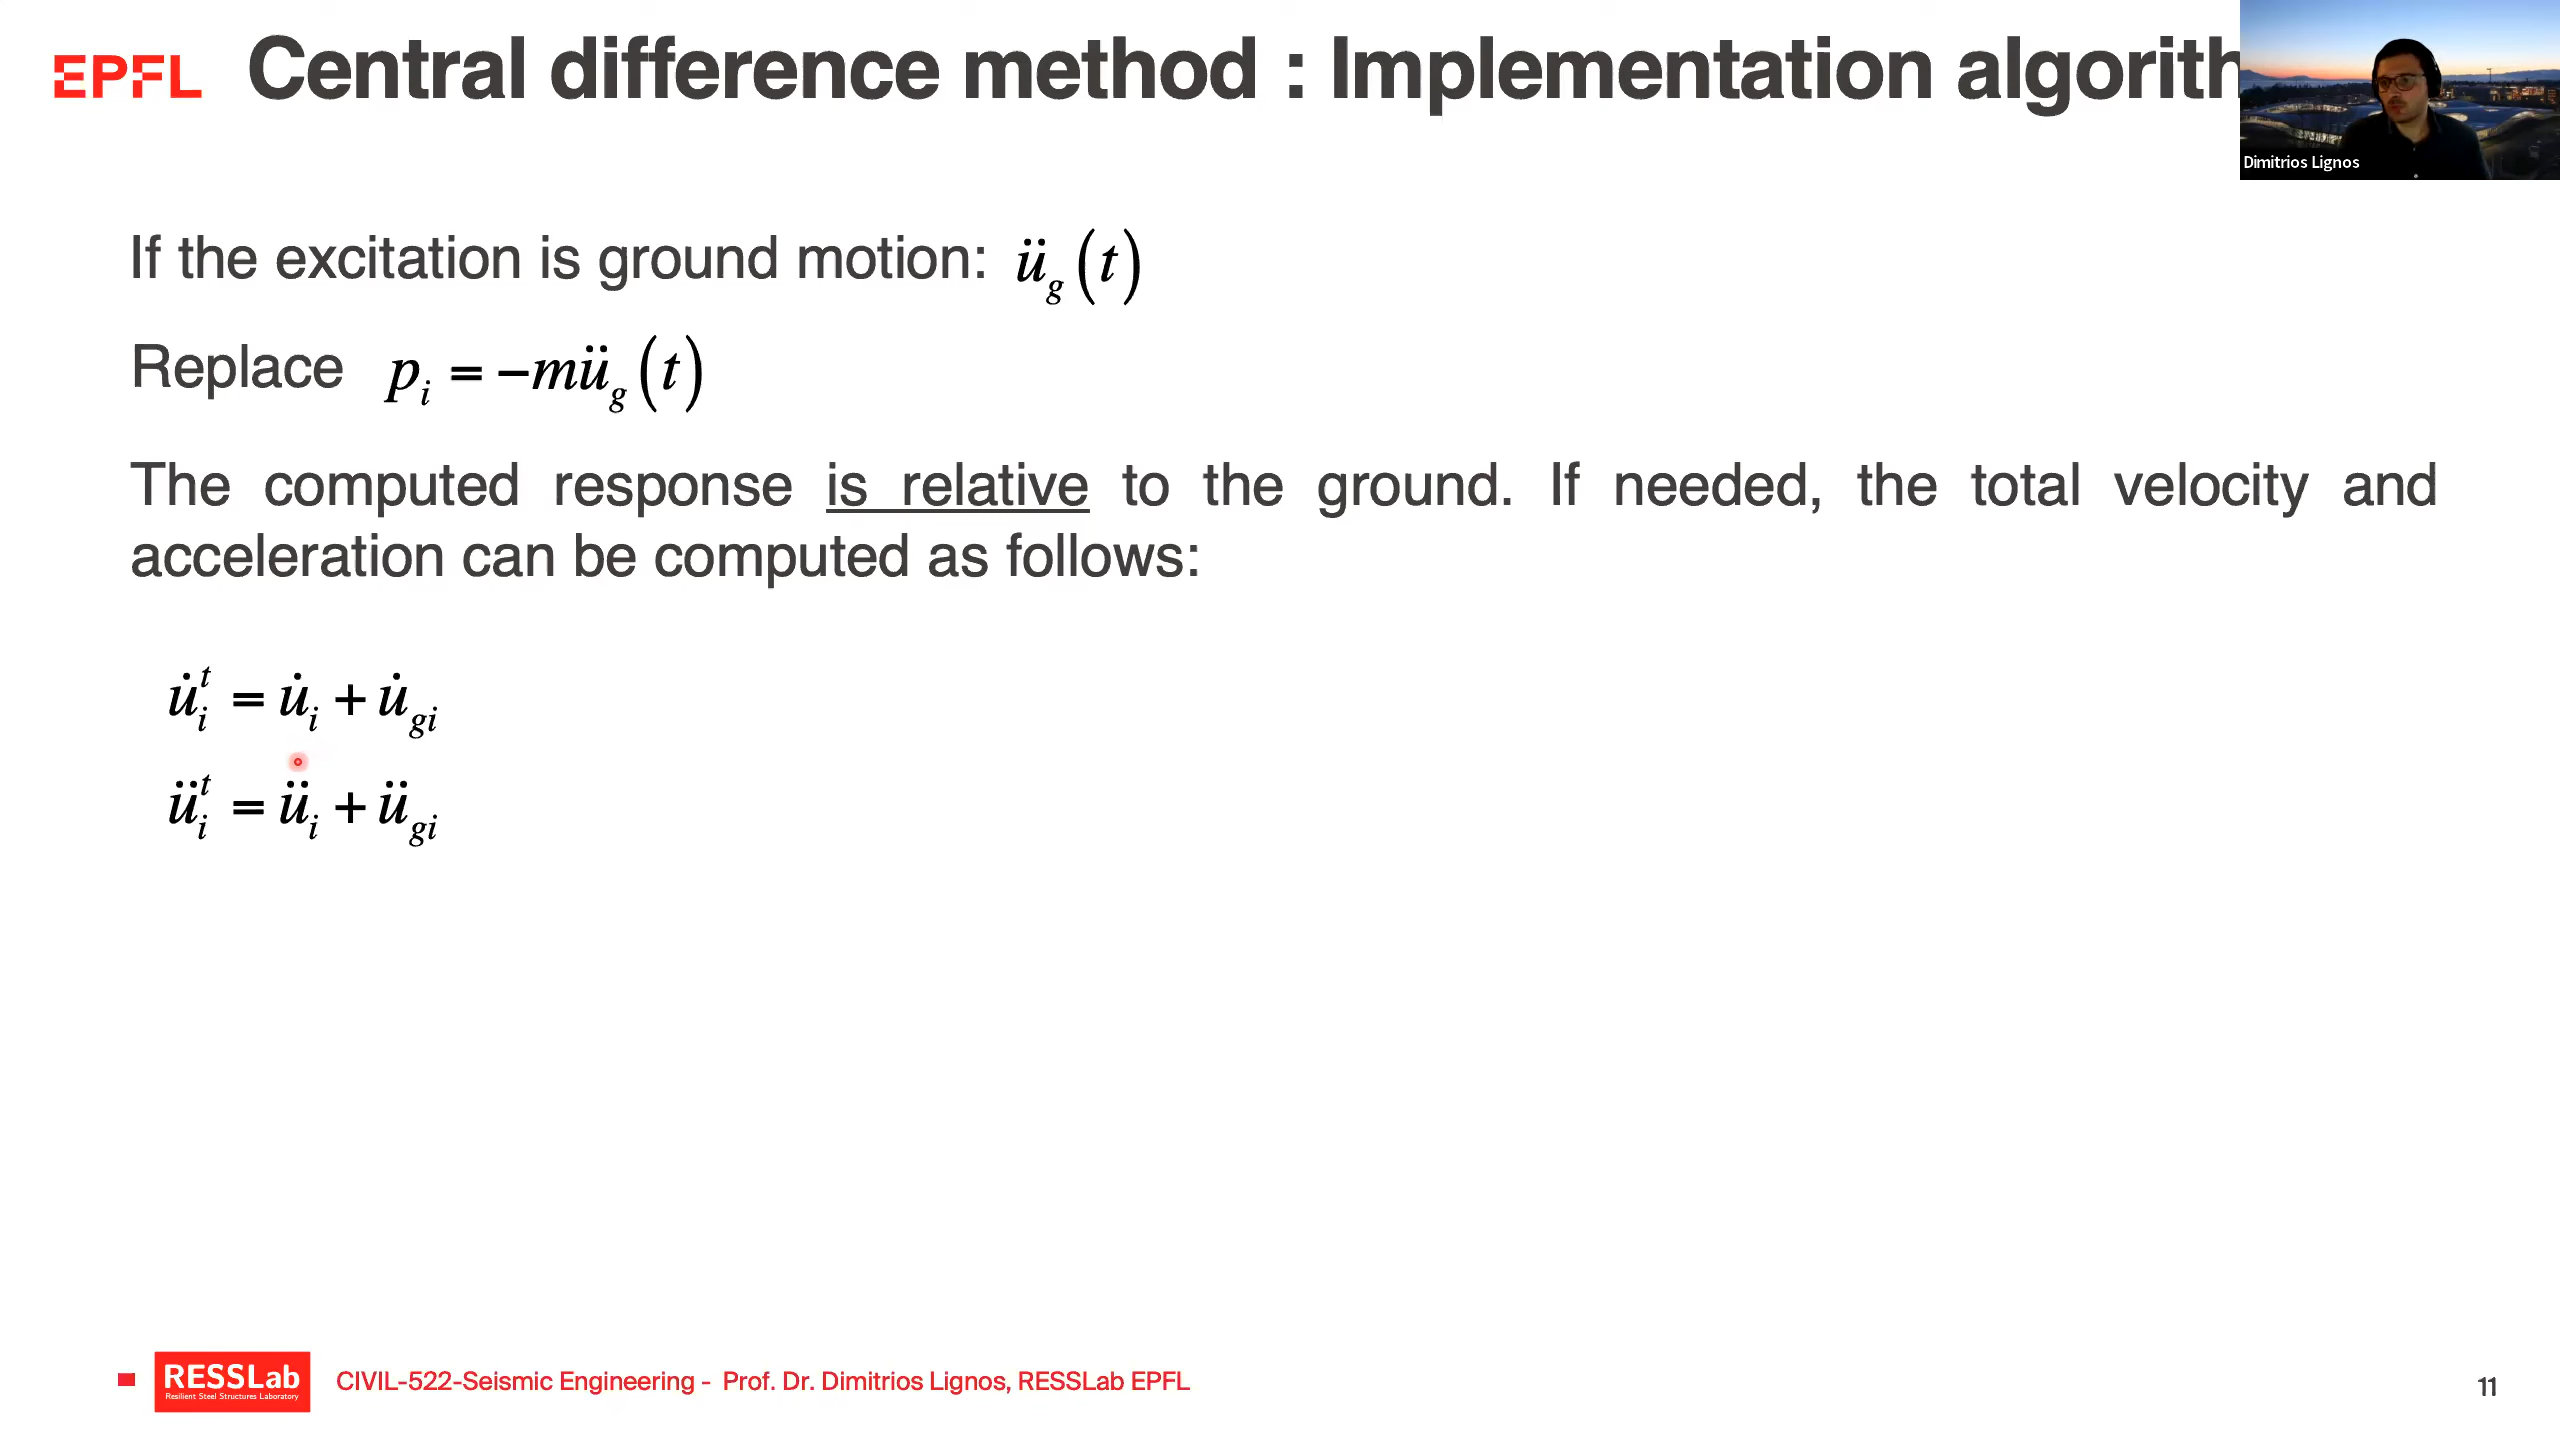 EPFL Central difference method : Implementation algorith
Dimitrios Lignos
If the excitation is ground motion: ü_g(t)
Replace p_i = −mü_g(t)
The computed response is relative to the ground. If needed, the total velocity and
acceleration can be computed as follows:
u̇_i^t = u̇_i + u̇_gi
ü_i^t = ü_i + ü_gi
RESSLab
Resilient Steel Structures Laboratory
CIVIL-522-Seismic Engineering - Prof. Dr. Dimitrios Lignos, RESSLab EPFL
11